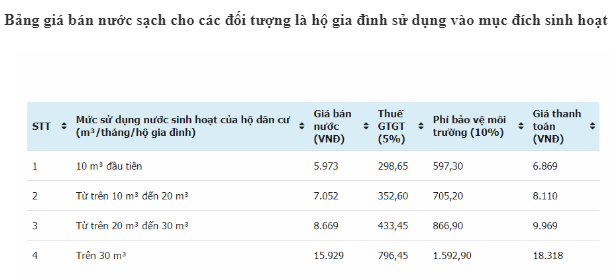 Bảng giá bán nước sạch cho các đối tượng là hộ gia đình sử dụng vào mục đích sinh hoạt
STT Mức sử dụng nước sinh hoạt của hộ dân cư (m³/tháng/hộ gia đình) Giá bán nước (VNĐ) Thuế GTGT (5%) Phí bảo vệ môi trường (10%) Giá thanh toán (VNĐ)
1 10 m³ đầu tiên 5.973 298,65 597,30 6.869
2 Từ trên 10 m³ đến 20 m³ 7.052 352,60 705,20 8.110
3 Từ trên 20 m³ đến 30 m³ 8.669 433,45 866,90 9.969
4 Trên 30 m³ 15.929 796,45 1.592,90 18.318